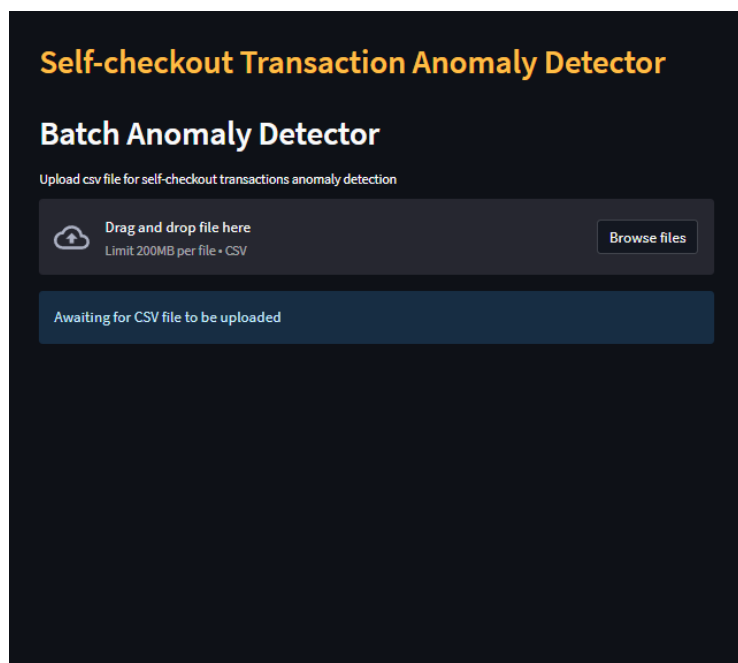 Self-checkout Transaction Anomaly Detector
Batch Anomaly Detector
Upload csv file for self-checkout transactions anomaly detection
Drag and drop file here
Limit 200MB per file • CSV
Browse files
Awaiting for CSV file to be uploaded